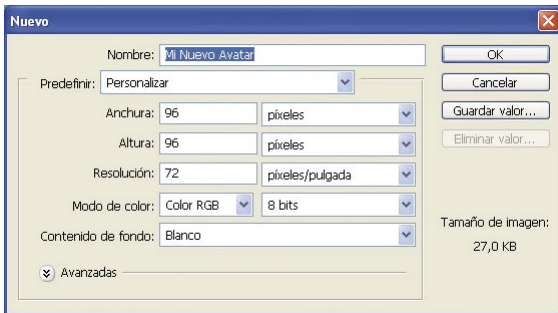 Nuevo
Nombre: Mi Nuevo Avatar
OK
Predefinir: Personalizar
Cancelar
Anchura: 96 píxeles
Guardar valor...
Altura: 96 píxeles
Eliminar valor...
Resolución: 72 píxeles/pulgada
Modo de color: Color RGB 8 bits
Tamaño de imagen:
Contenido de fondo: Blanco
27,0 KB
Avanzadas